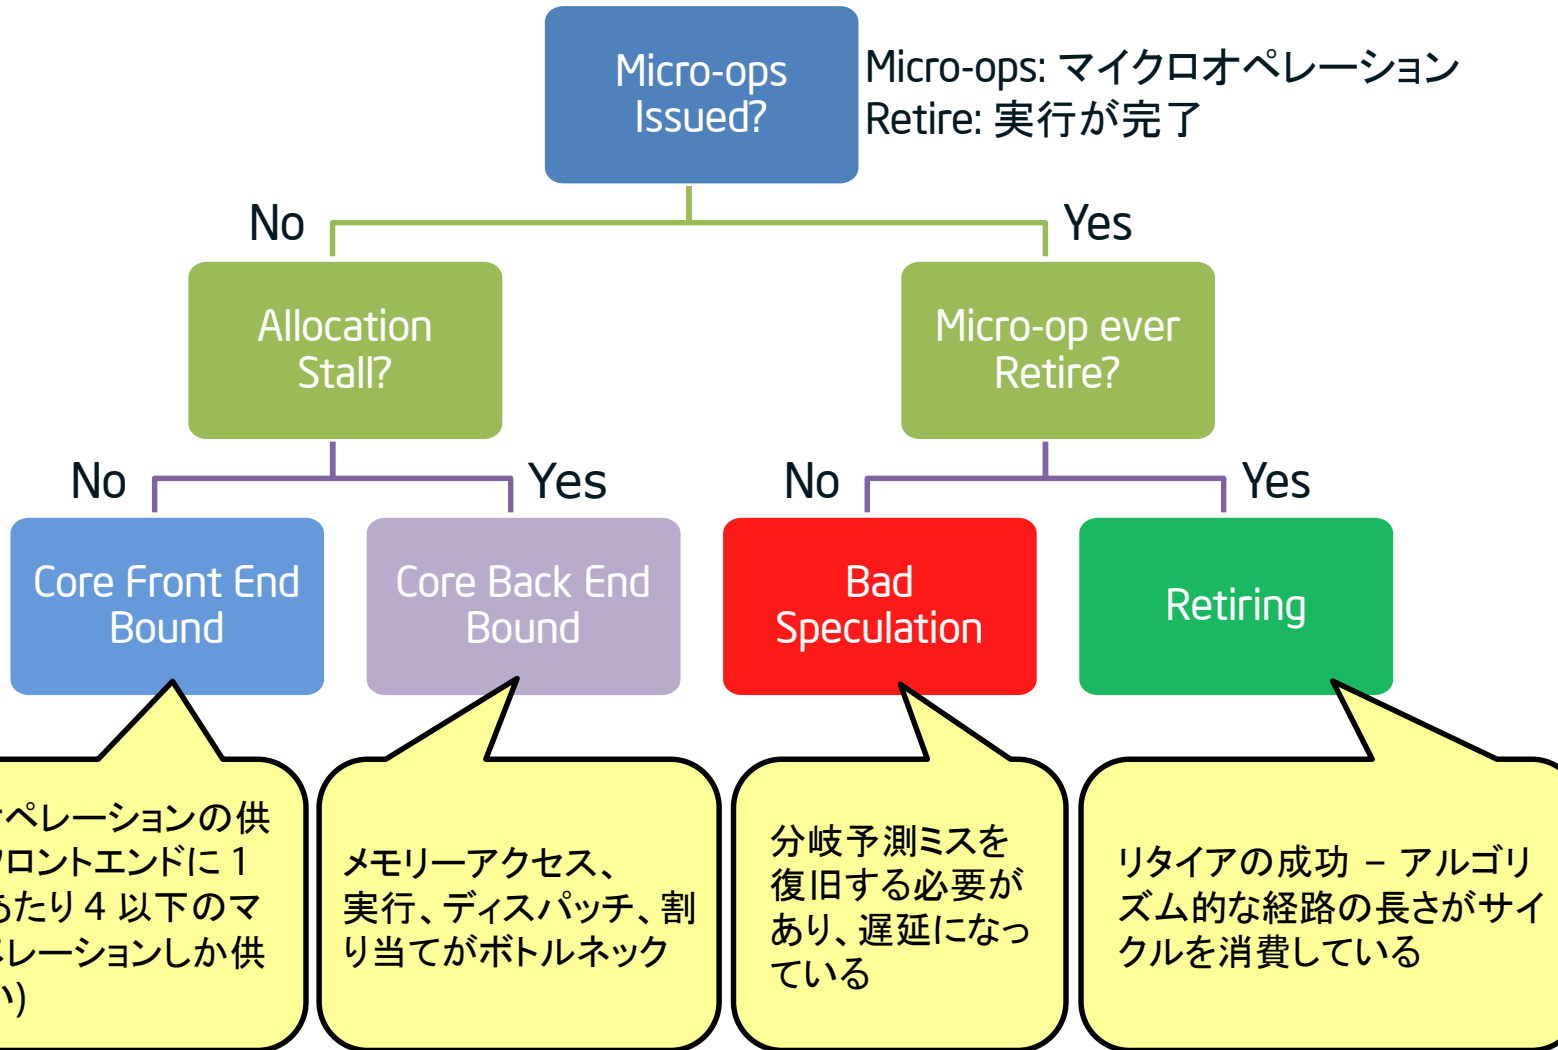 Micro-ops
Issued?
Micro-ops: マイクロオペレーション
Retire: 実行が完了
No
Yes
Allocation
Stall?
Micro-op ever
Retire?
No
Yes
No
Yes
Core Front End
Bound
Core Back End
Bound
Bad
Speculation
Retiring
ペレーションの供
フロントエンドに 1
あたり 4 以下のマ
レーションしか供
い)
メモリーアクセス、
実行、ディスパッチ、割
り当てがボトルネック
分岐予測ミスを
復旧する必要が
あり、遅延になっ
ている
リタイアの成功 – アルゴリ
ズム的な経路の長さがサイ
クルを消費している